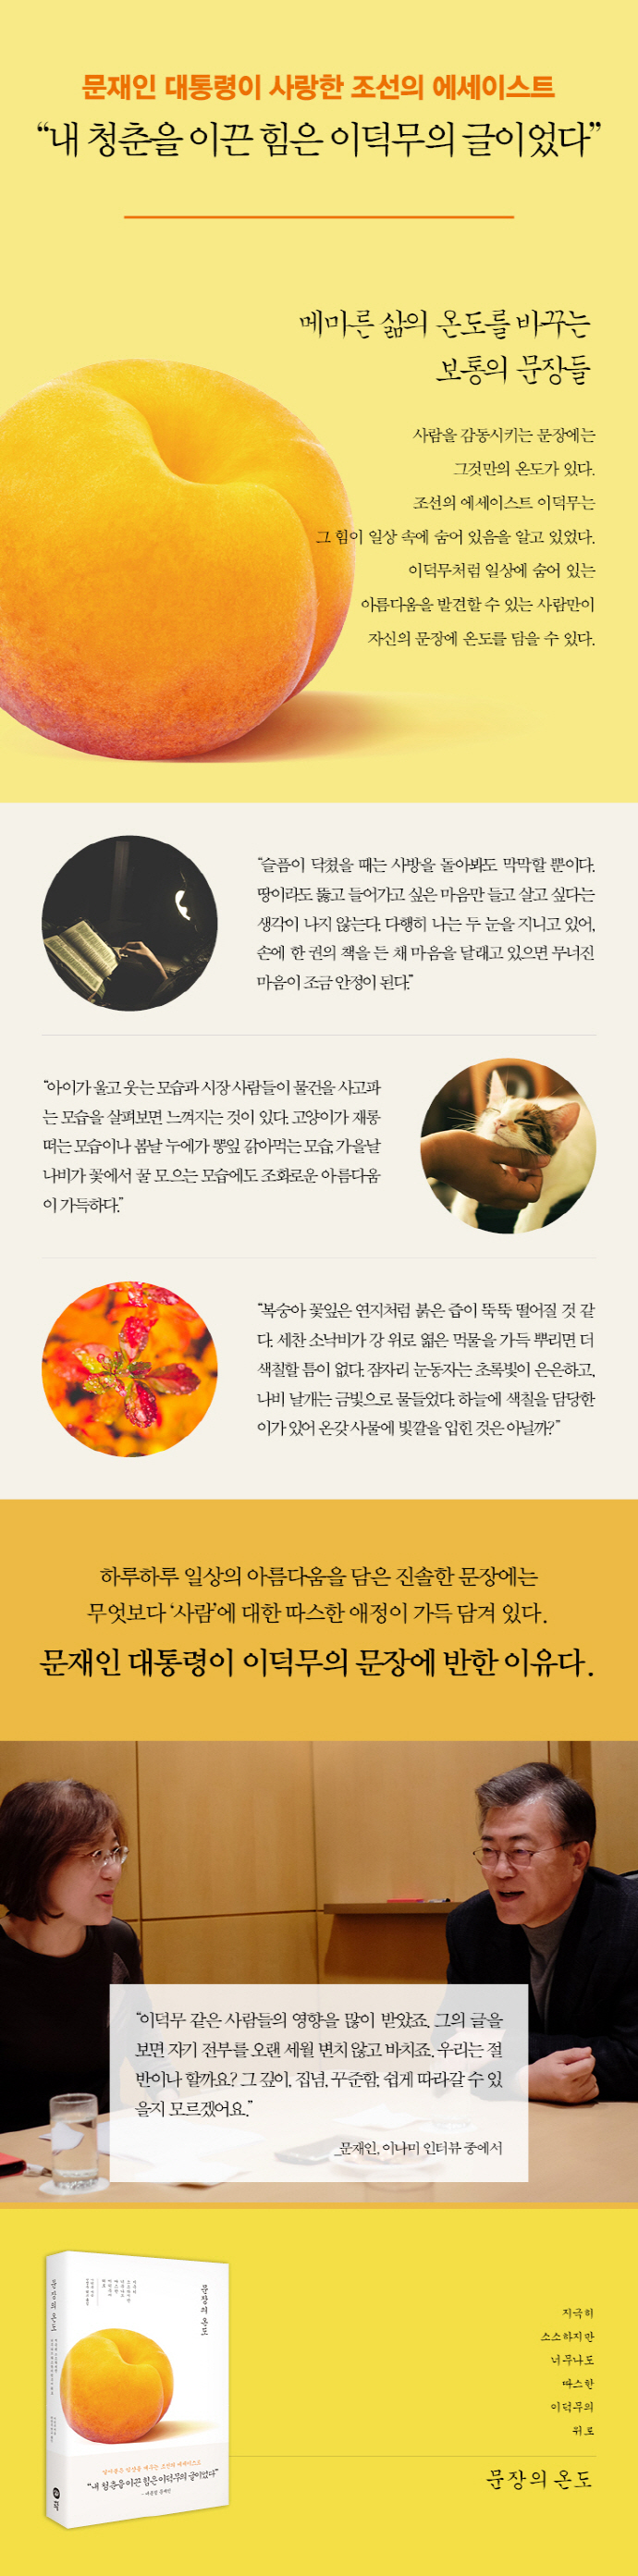 문재인 대통령이 사랑한 조선의 에세이스트
“내 청춘을 이끈 힘은 이덕무의 글이었다”
메마른 삶의 온도를 바꾸는
보통의 문장들
사람을 감동시키는 문장에는
그것만의 온도가 있다.
조선의 에세이스트 이덕무는
그 힘이 일상 속에 숨어 있음을 알고 있었다.
이덕무처럼 일상에 숨어 있는
아름다움을 발견할 수 있는 사람만이
자신의 문장에 온도를 담을 수 있다.
“슬픔이 닥쳤을 때는 사방을 돌아봐도 막막할 뿐이다.
땅이라도 뚫고 들어가고 싶은 마음만 들고 살고 싶다는
생각이 나지 않는다. 다행히 나는 두 눈을 지니고 있어,
손에 한 권의 책을 든 채 마음을 달래고 있으면 무너진
마음이 조금 안정이 된다.”
“아이가 울고 웃는 모습과 시장 사람들이 물건을 사고파
는 모습을 살펴보면 느껴지는 것이 있다. 고양이가 재롱
떠는 모습이나 봄날 누에가 뽕잎 갉아먹는 모습, 가을날
나비가 꽃에서 꿀 모으는 모습에도 조화로운 아름다움
이 가득하다.”
“복숭아 꽃잎은 연지처럼 붉은 즙이 뚝뚝 떨어질 것 같
다. 세찬 소낙비가 강 위로 엷은 먹물을 가득 뿌리면 더
색칠할 틈이 없다. 잠자리 눈동자는 초록빛이 은은하고,
나비 날개는 금빛으로 물들었다. 하늘에 색칠을 담당한
이가 있어 온갖 사물에 빛깔을 입힌 것은 아닐까?”
하루하루 일상의 아름다움을 담은 진솔한 문장에는
무엇보다 ‘사람’에 대한 따스한 애정이 가득 담겨 있다.
문재인 대통령이 이덕무의 문장에 반한 이유다.
“이덕무 같은 사람들의 영향을 많이 받았죠. 그의 글을
보면 자기 전부를 오랜 세월 변치 않고 바치죠. 우리는 절
반이나 할까요? 그 깊이, 집념, 꾸준함, 쉽게 따라갈 수 있
을지 모르겠어요.”
_문재인, 이나미 인터뷰 중에서
문장의 온도
문장의 온도
“내 청춘을 이끈 힘은 이덕무의 글이었다”
지극히
소소하지만
너무나도
따스한
이덕무의
위로
문장의 온도